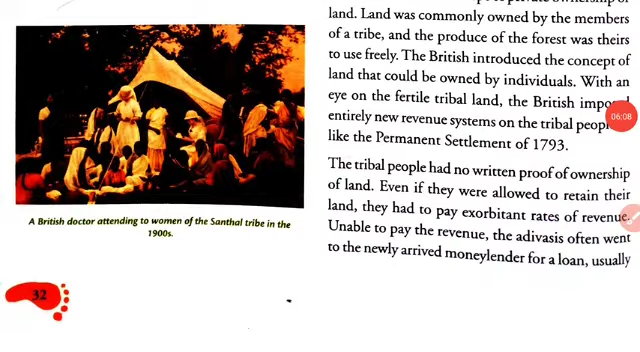 land. Land was commonly owned by the members
of a tribe, and the produce of the forest was theirs
to use freely. The British introduced the concept of
land that could be owned by individuals. With an
eye on the fertile tribal land, the British
entirely new revenue systems on the tribal
like the Permanent Settlement of 1793.
The tribal people had no written proof of ownership
of land. Even if they were allowed to retain their
land, they had to pay exorbitant rates of revenue.
Unable to pay the revenue, the adivasis often went
to the newly arrived moneylender for a loan, usually
A British doctor attending to women of the Santhal tribe in the
1900s.
32
06:08